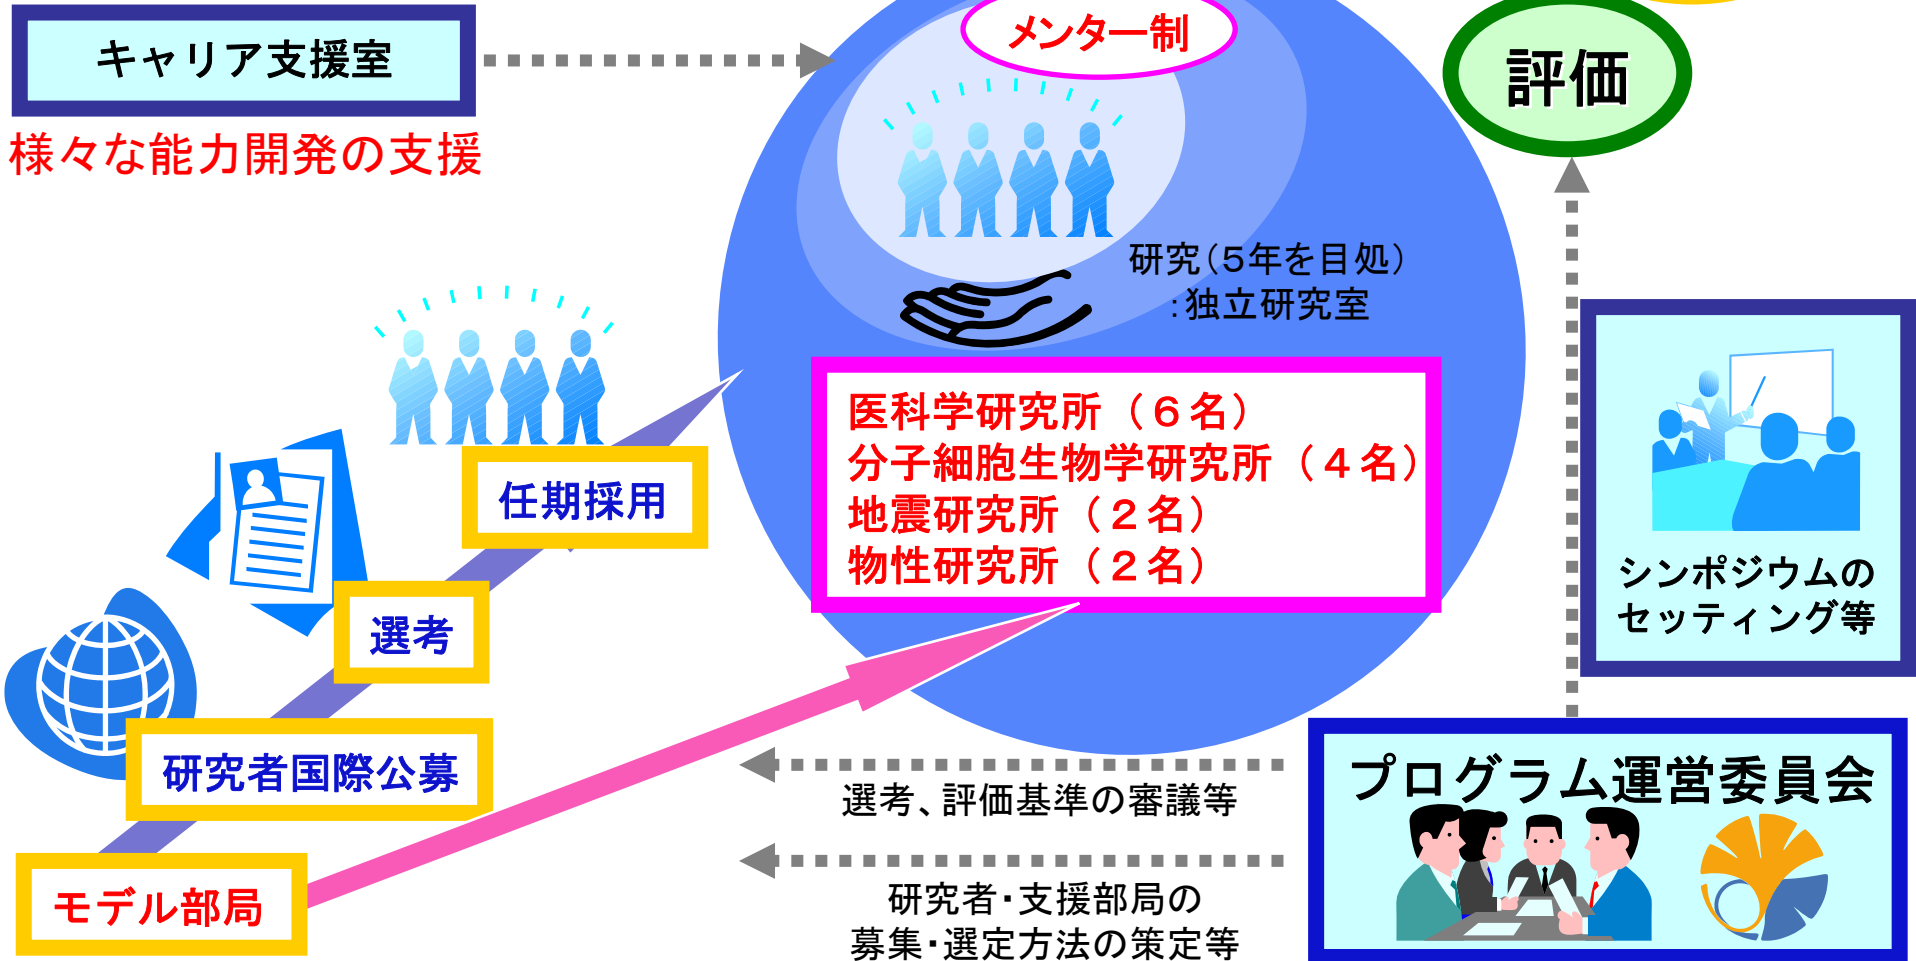 キャリア支援室
様々な能力開発の支援
メンター制
評価
研究（5年を目処）
：独立研究室
医科学研究所（６名）
分子細胞生物学研究所（４名）
地震研究所（２名）
物性研究所（２名）
任期採用
選考
研究者国際公募
モデル部局
シンポジウムの
セッティング等
プログラム運営委員会
選考、評価基準の審議等
研究者・支援部局の
募集・選定方法の策定等